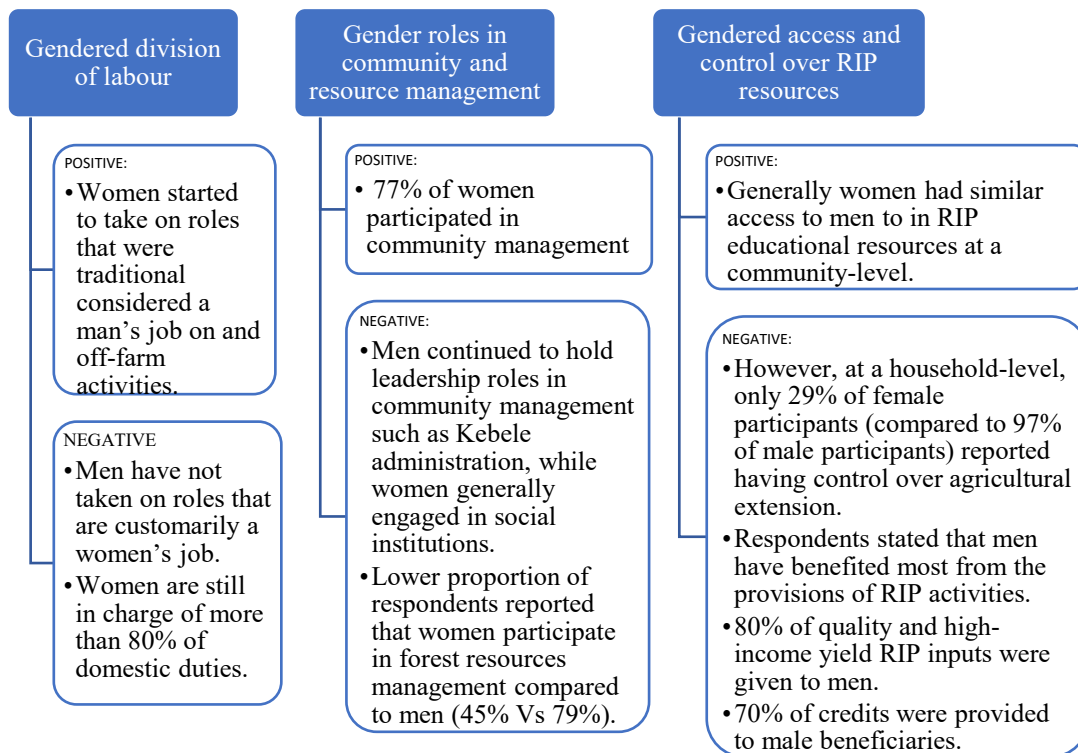 Gendered division
of labour
POSITIVE:
•Women started
to take on roles
that were
traditional
considered a
man's job on and
off-farm
activities.
NEGATIVE
•Men have not
taken on roles that
are customarily a
women's job.
•Women are still
in charge of more
than 80% of
domestic duties.
Gender roles in
community and
resource management
POSITIVE:
• 77% of women
participated in
community management
NEGATIVE:
•Men continued to hold
leadership roles in
community management
such as Kebele
administration, while
women generally
engaged in social
institutions.
•Lower proportion of
respondents reported
that women participate
in forest resources
management compared
to men (45% Vs 79%).
Gendered access and
control over RIP
resources
POSITIVE:
•Generally women had similar
access to men to in RIP
educational resources at a
community-level.
NEGATIVE:
•However, at a household-level,
only 29% of female
participants (compared to 97%
of male participants) reported
having control over agricultural
extension.
•Respondents stated that men
have benefited most from the
provisions of RIP activities.
•80% of quality and high-
income yield RIP inputs were
given to men.
•70% of credits were provided
to male beneficiaries.